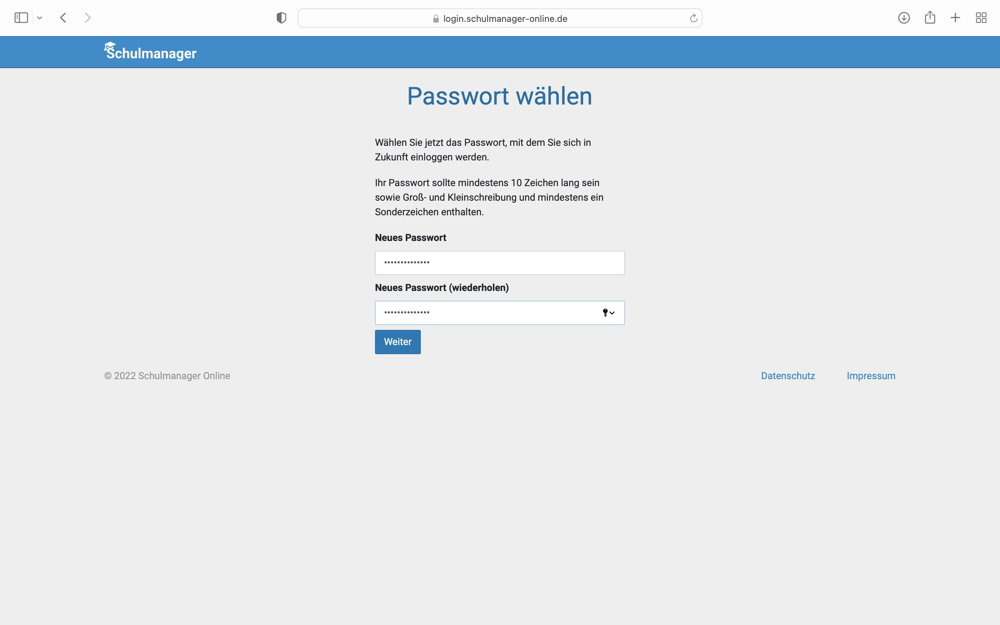 login.schulmanager-online.de
Schulmanager
Passwort wählen
Wählen Sie jetzt das Passwort, mit dem Sie sich in
Zukunft einloggen werden.
Ihr Passwort sollte mindestens 10 Zeichen lang sein
sowie Groß- und Kleinschreibung und mindestens ein
Sonderzeichen enthalten.
Neues Passwort
••••••••••••••
Neues Passwort (wiederholen)
••••••••••••••
Weiter
© 2022 Schulmanager Online
Datenschutz
Impressum